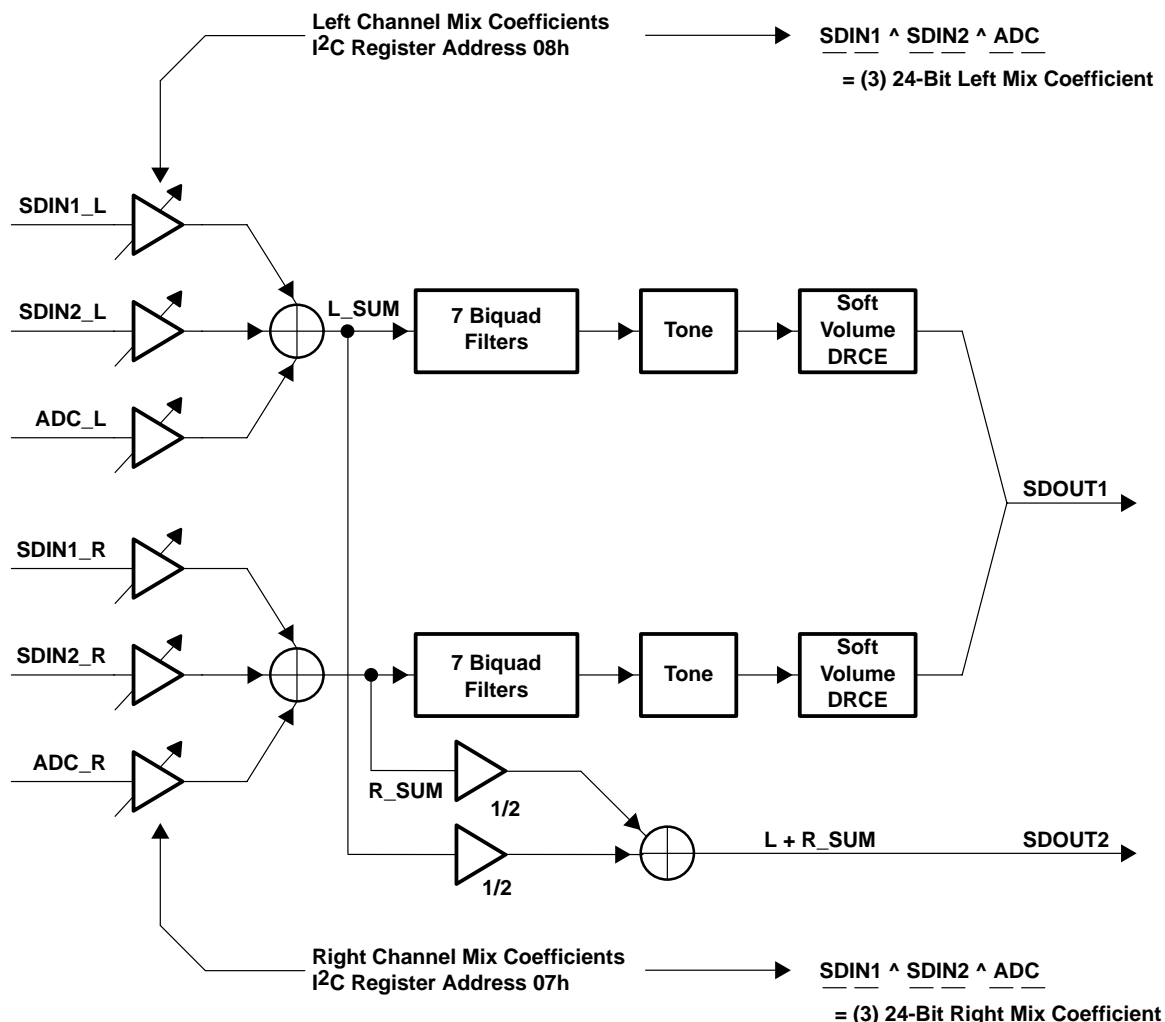 Left Channel Mix Coefficients
I2C Register Address 08h
SDIN1 ^ SDIN2 ^ ADC
= (3) 24-Bit Left Mix Coefficient
SDIN1_L
SDIN2_L
L_SUM
7 Biquad
Filters
Tone
Soft
Volume
DRCE
ADC_L
SDOUT1
SDIN1_R
SDIN2_R
7 Biquad
Filters
Tone
Soft
Volume
DRCE
ADC_R
R_SUM
1/2
1/2
L + R_SUM
SDOUT2
Right Channel Mix Coefficients
I2C Register Address 07h
SDIN1 ^ SDIN2 ^ ADC
= (3) 24-Bit Right Mix Coefficient